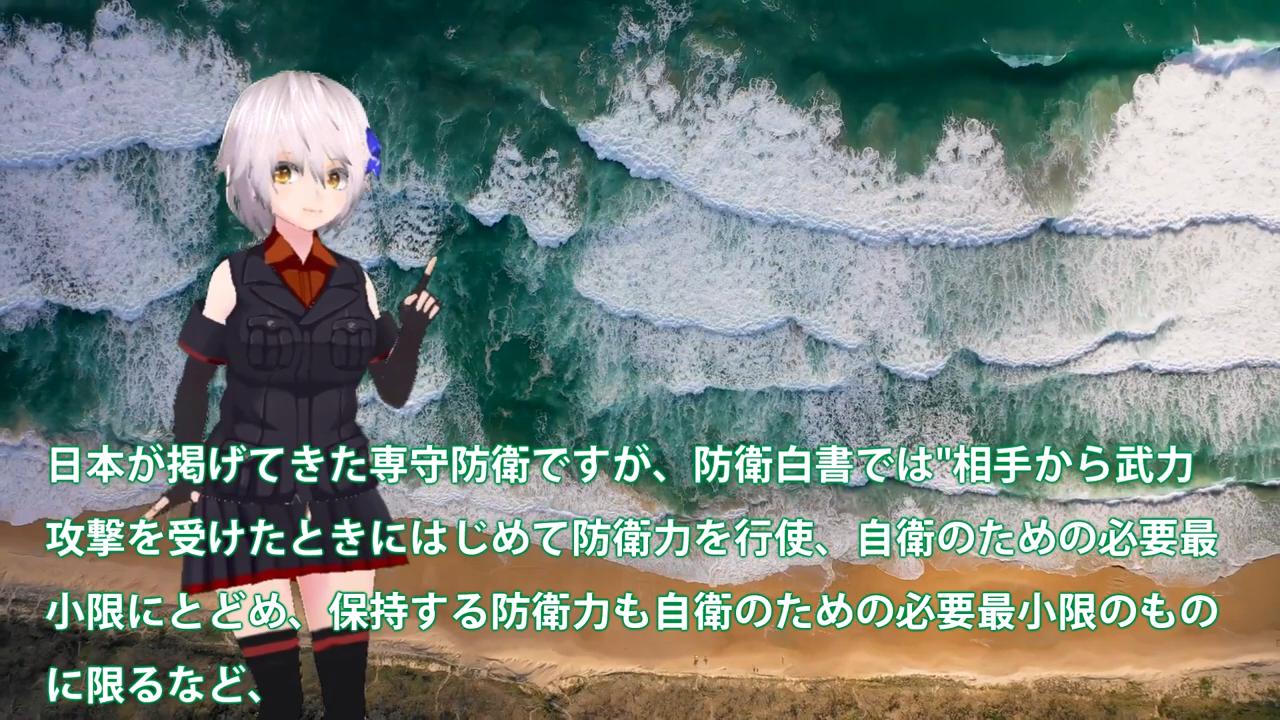 日本が掲げてきた専守防衛ですが、防衛白書では"相手から武力
攻撃を受けたときにはじめて防衛力を行使、自衛のための必要最
小限にとどめ、保持する防衛力も自衛のための必要最小限のもの
に限るなど、